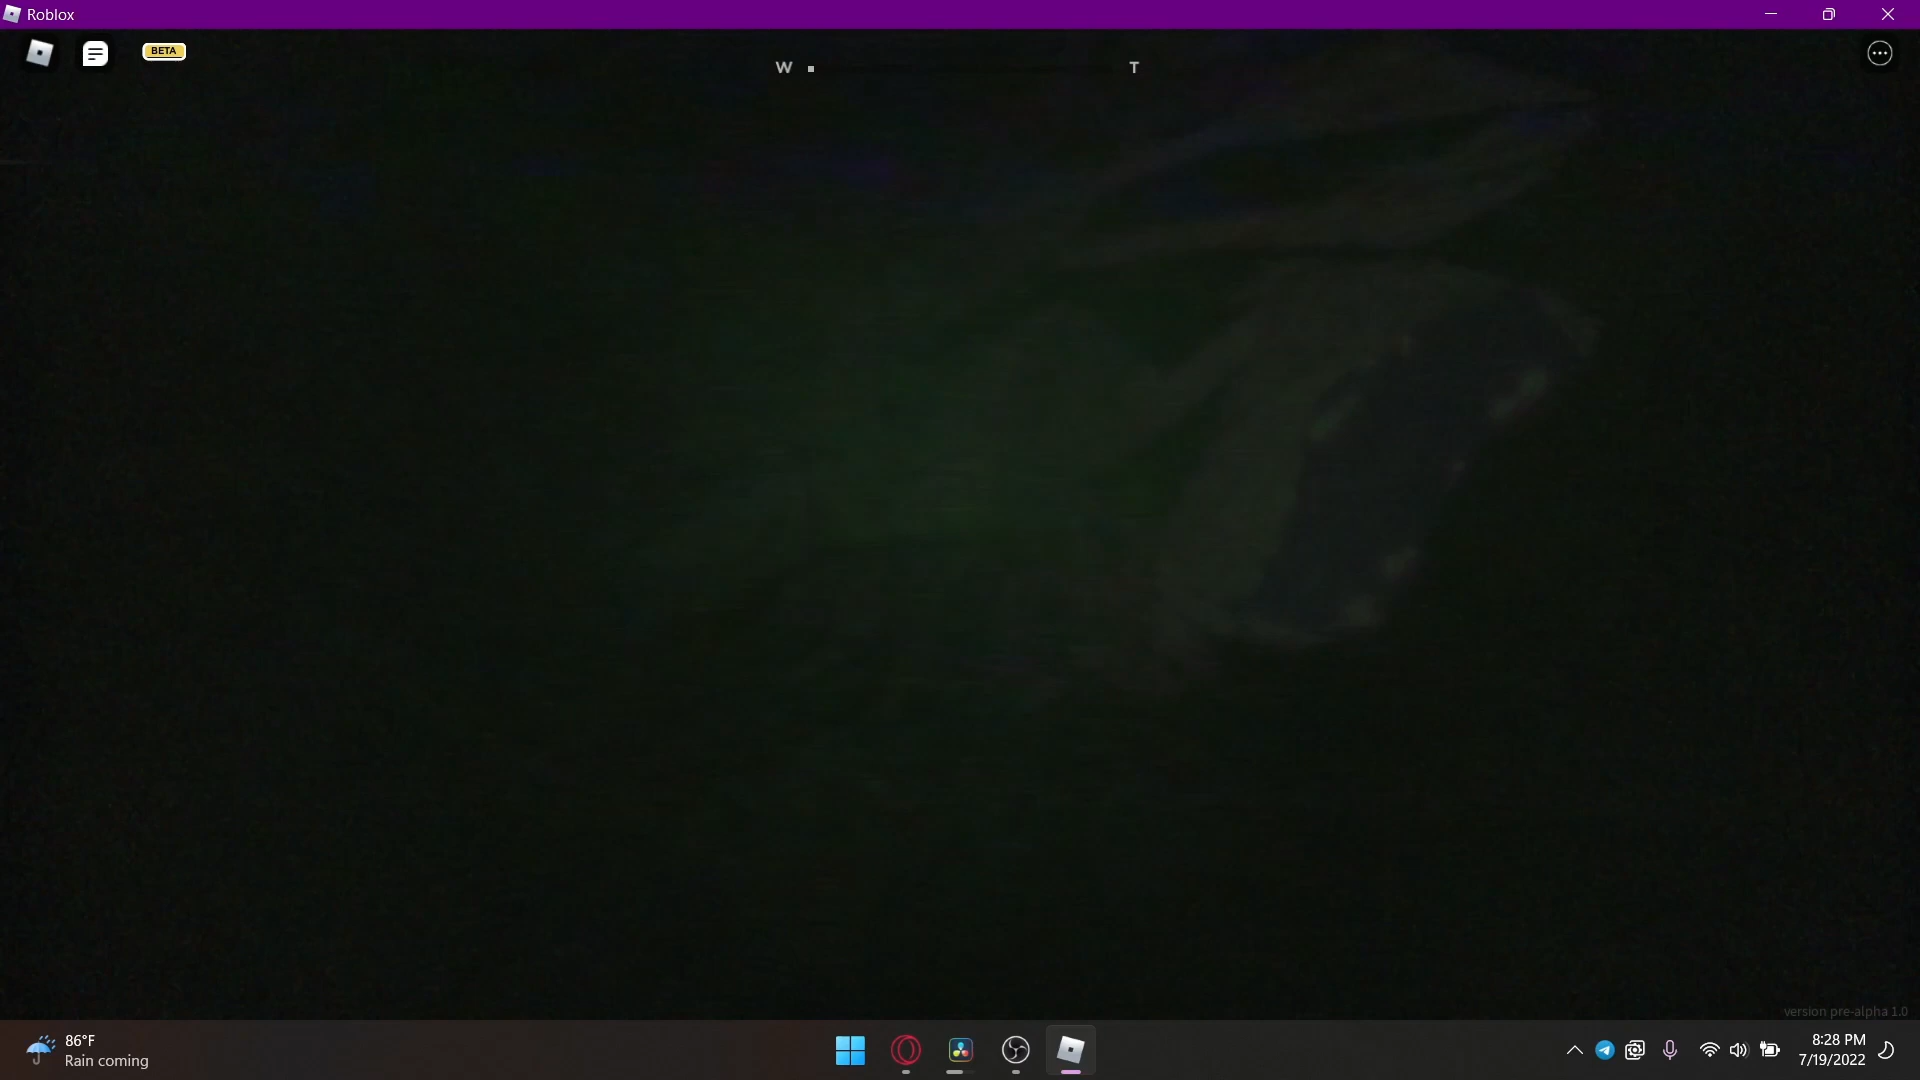 Roblox
BETA
W
T
version pre-alpha 1.0
86°F
Rain coming
8:28 PM
7/19/2022